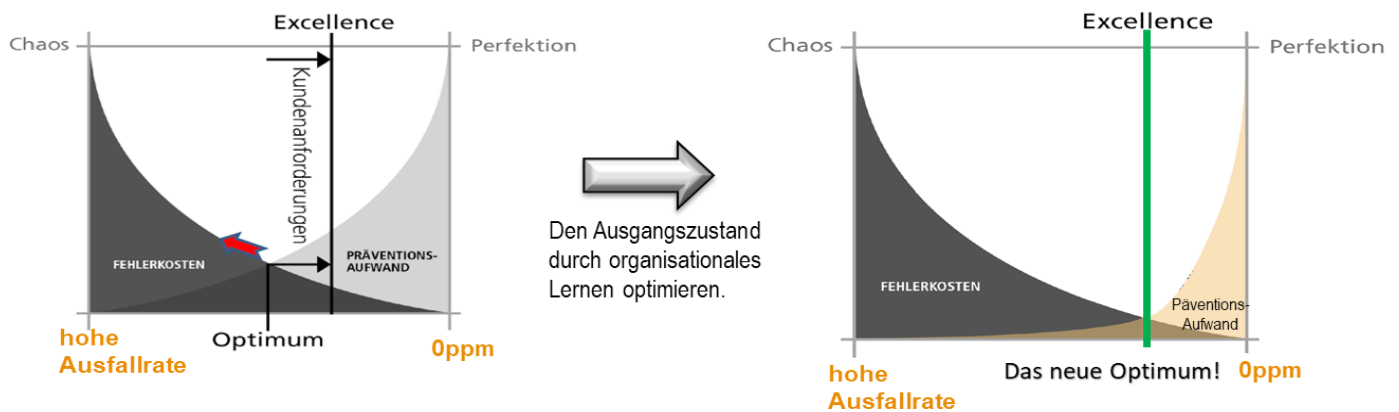 Excellence
Chaos
Perfektion
Kundenanforderungen
FEHLERKOSTEN
PRÄVENTIONS-
AUFWAND
hohe
Ausfallrate
Optimum
0ppm
Den Ausgangszustand
durch organisationales
Lernen optimieren.
Excellence
Chaos
Perfektion
FEHLERKOSTEN
Päventions-
Aufwand
hohe
Ausfallrate
Das neue Optimum!
0ppm